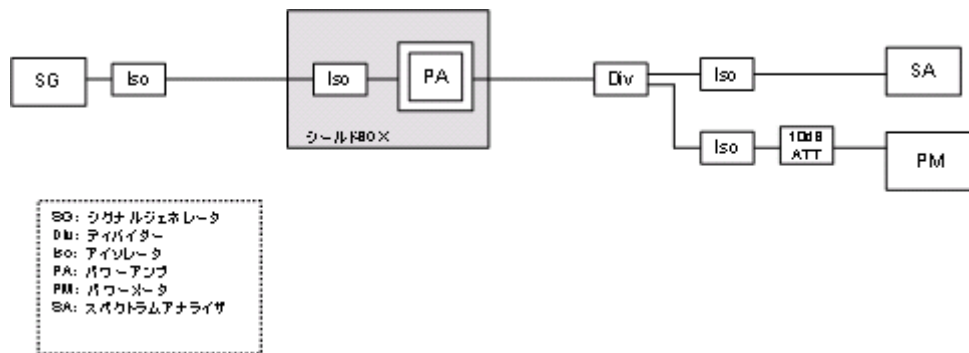 SG
Iso
Iso
PA
シールドBOX
Div
Iso
SA
Iso
10dB
ATT
PM
SG: シグナルジェネレータ
Div: ディバイダー
Iso: アイソレータ
PA: パワーアンプ
PM: パワーメータ
SA: スペクトラムアナライザ